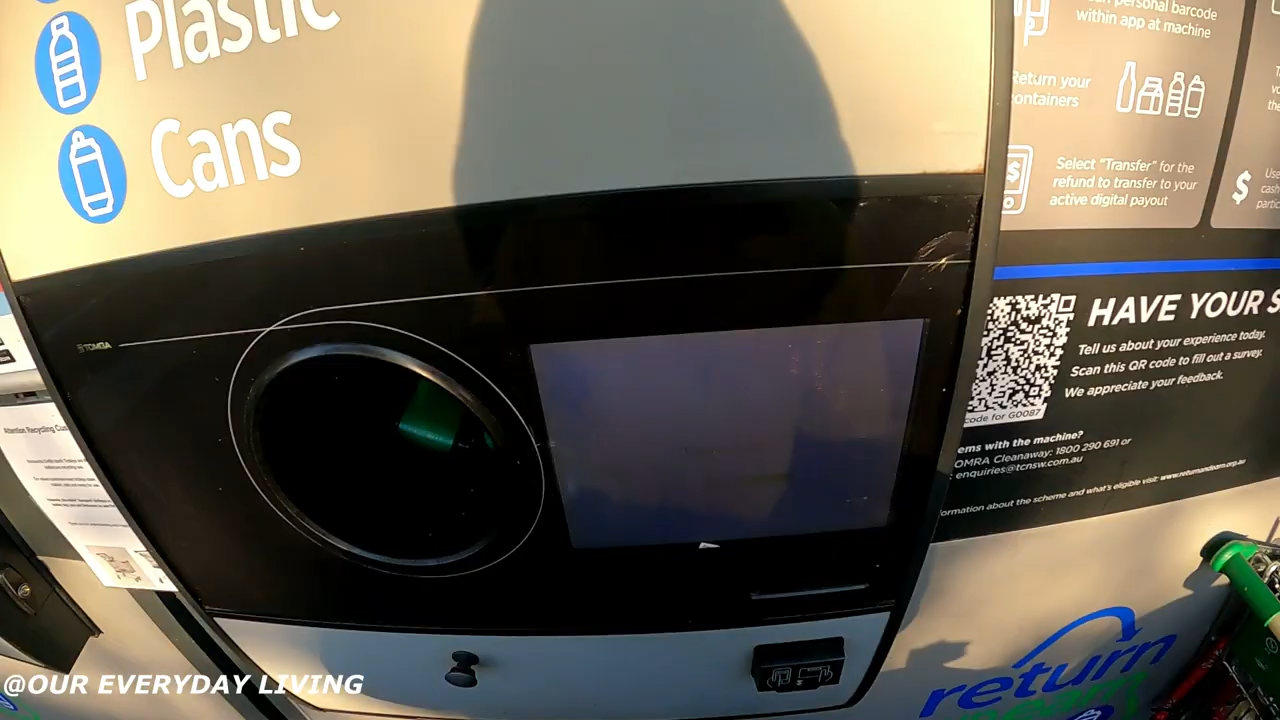 Plastic
Cans
TOMRA
Attention Recycling
personal barcode
within app at machine
Return your
containers
Select "Transfer" for the
refund to transfer to your
active digital payout
HAVE YOUR S
Tell us about your experience today.
Scan this QR code to fill out a survey.
We appreciate your feedback.
code for G0087
ems with the machine?
OMRA Cleanaway: 1800 290 691 or
enquiries@tcnsw.com.au
ormation about the scheme and what's eligible visit: www.returnandearn.org.au
return
earn
@OUR EVERYDAY LIVING